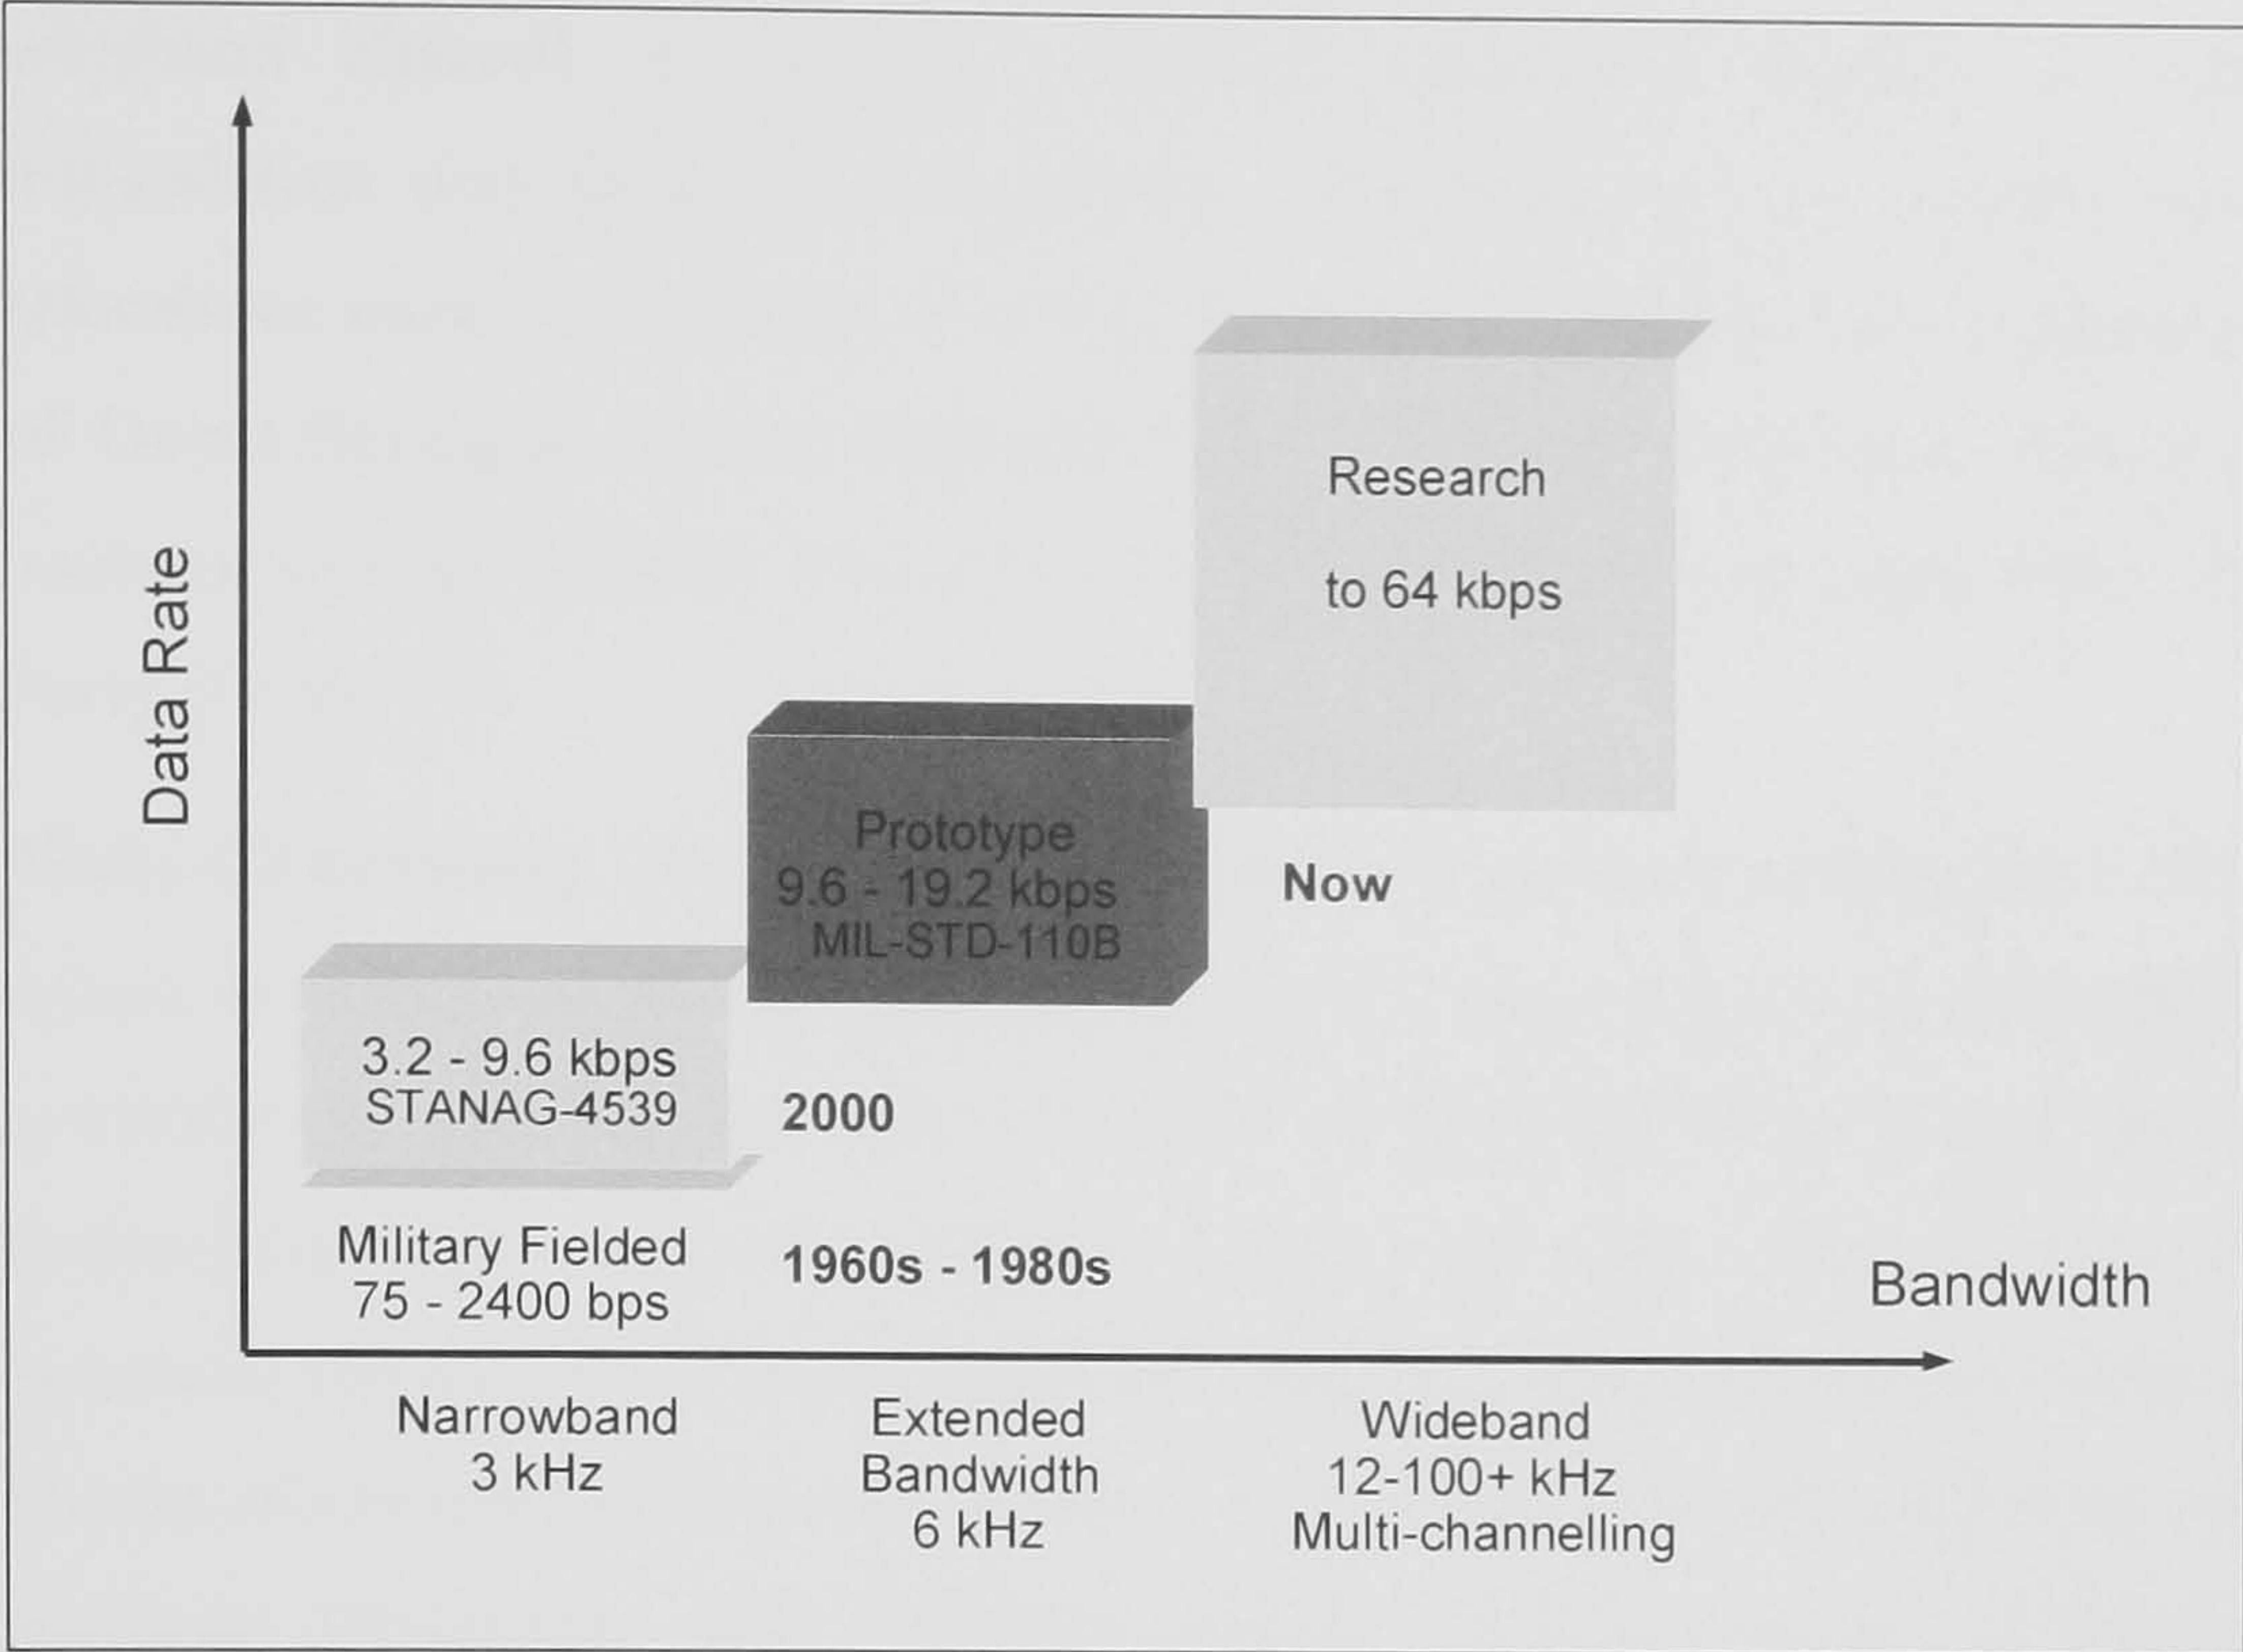 Data Rate
Research
to 64 kbps
Prototype
9.6 - 19.2 kbps
MIL-STD-110B
Now
3.2 - 9.6 kbps
STANAG-4539
2000
Military Fielded
75 - 2400 bps
1960s - 1980s
Bandwidth
Narrowband
3 kHz
Extended
Bandwidth
6 kHz
Wideband
12-100+ kHz
Multi-channelling